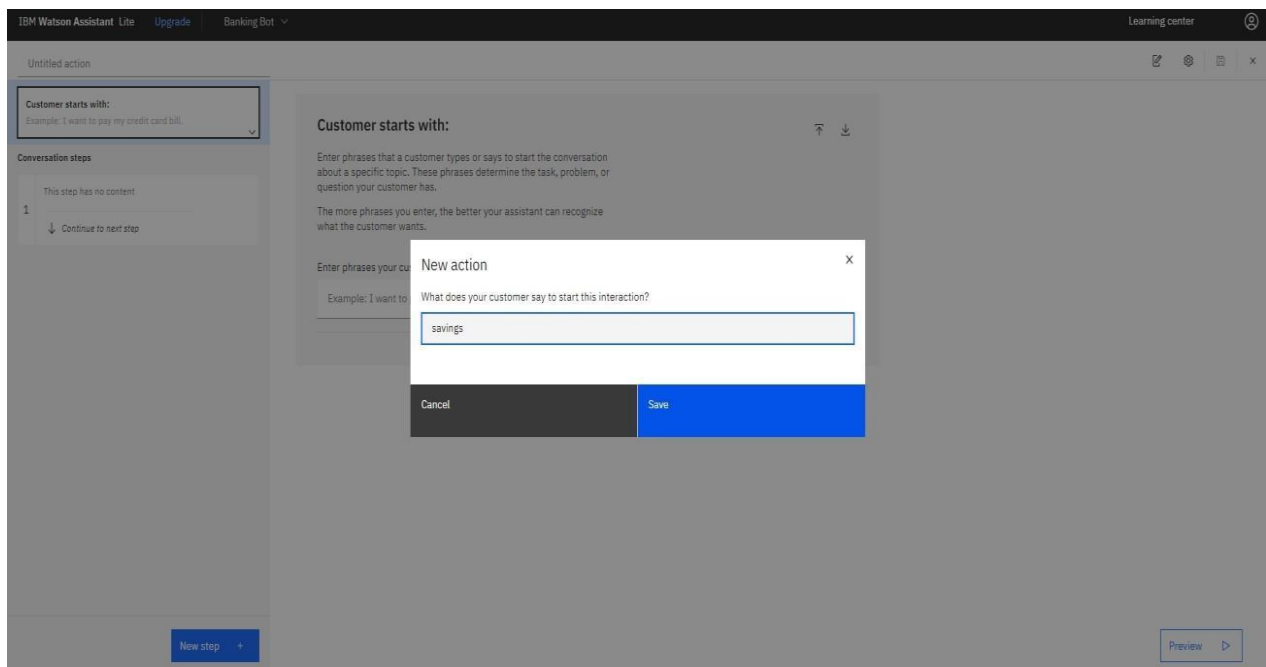 IBM Watson Assistant Lite Upgrade Banking Bot Learning center
Untitled action
Customer starts with:
Example: I want to pay my credit card bill.
Conversation steps
This step has no content
1
Continue to next step
New step +
Customer starts with:
Enter phrases that a customer types or says to start the conversation
about a specific topic. These phrases determine the task, problem, or
question your customer has.
The more phrases you enter, the better your assistant can recognize
what the customer wants.
Enter phrases your cu
Example: I want to
New action
X
What does your customer say to start this interaction?
savings
Cancel Save
Preview